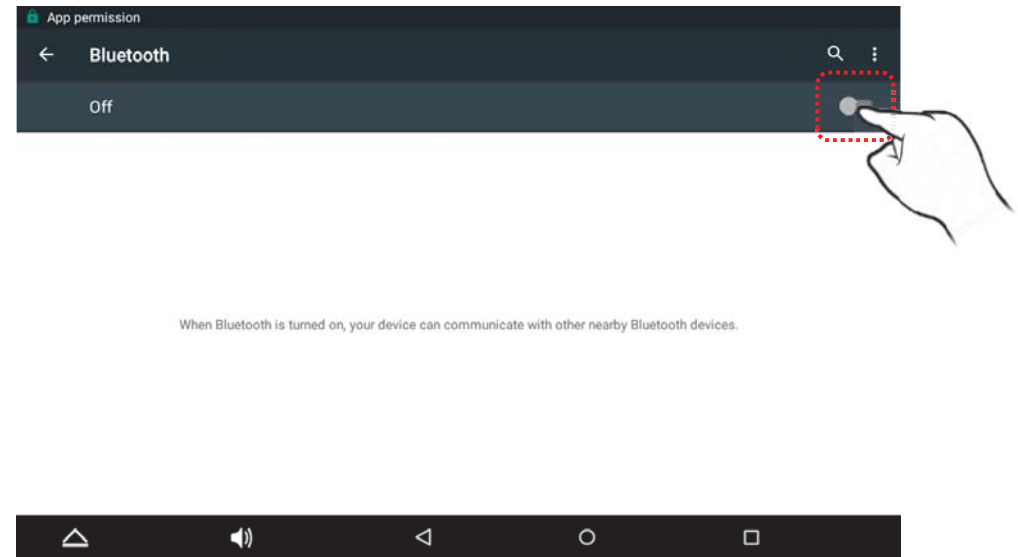 App permission
Bluetooth
Off
When Bluetooth is turned on, your device can communicate with other nearby Bluetooth devices.